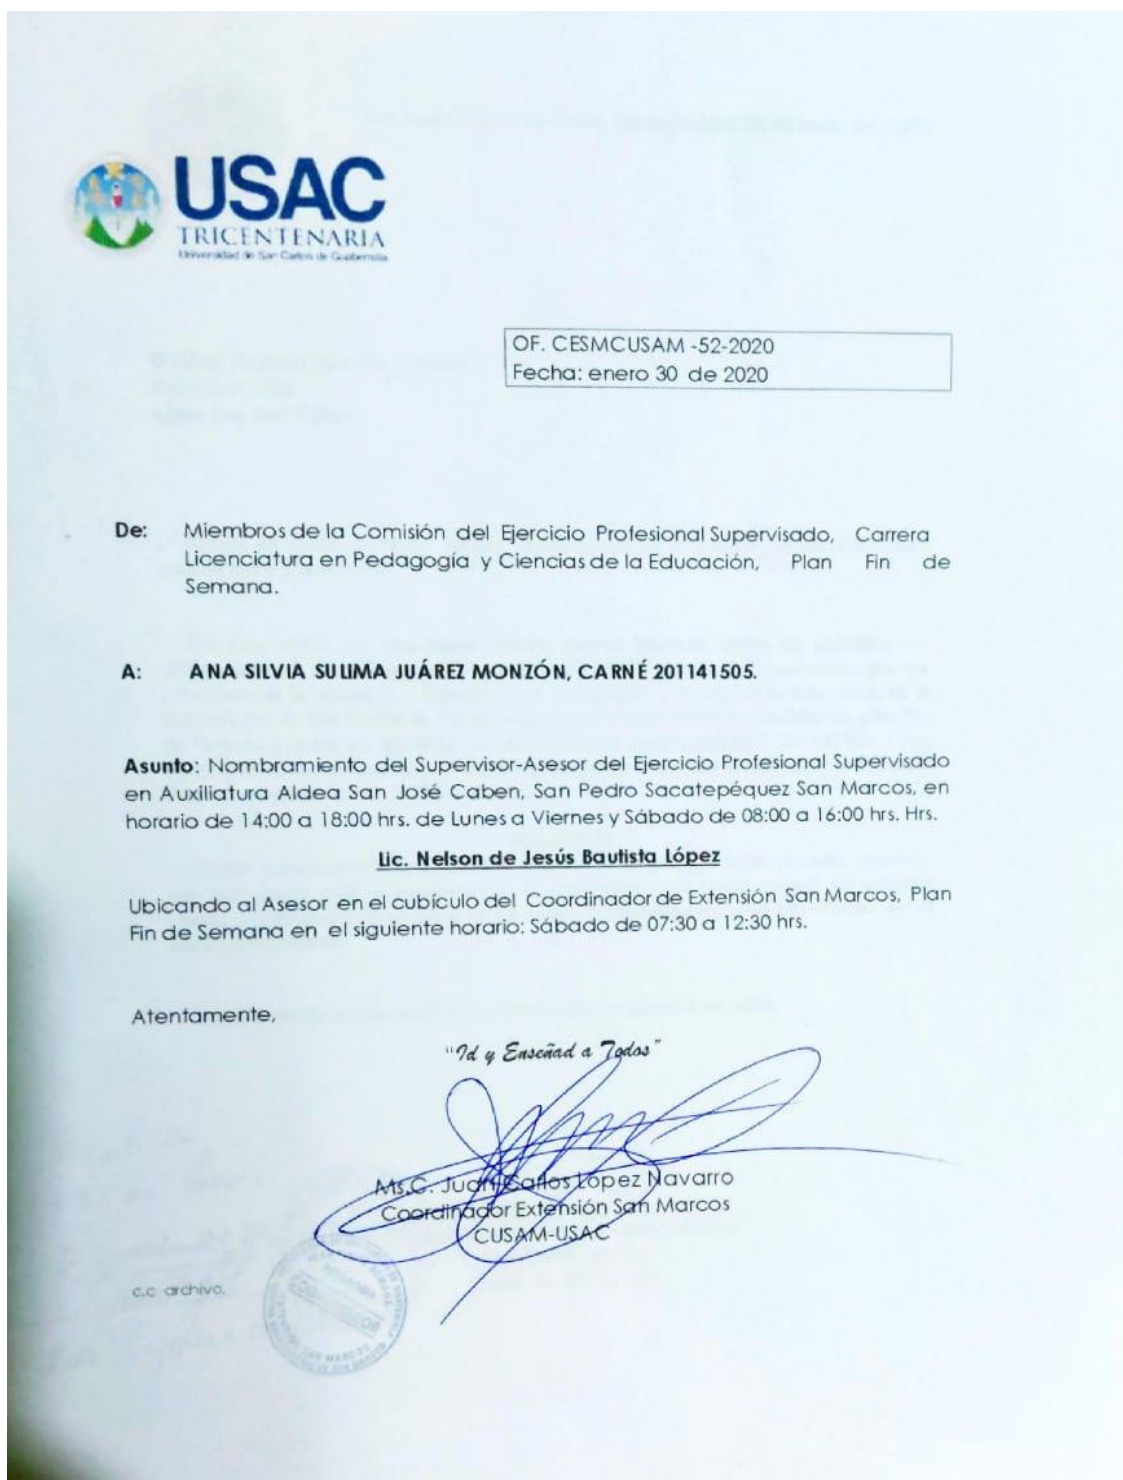 USAC
TRICENTENARIA
Universidad de San Carlos de Guatemala
OF. CESMCUSAM -52-2020
Fecha: enero 30 de 2020
De: Miembros de la Comisión del Ejercicio Profesional Supervisado, Carrera
Licenciatura en Pedagogía y Ciencias de la Educación, Plan Fin de
Semana.
A: ANA SILVIA SULIMA JUÁREZ MONZÓN, CARNÉ 201141505.
Asunto: Nombramiento del Supervisor-Asesor del Ejercicio Profesional Supervisado
en Auxiliatura Aldea San José Caben, San Pedro Sacatepéquez San Marcos, en
horario de 14:00 a 18:00 hrs. de Lunes a Viernes y Sábado de 08:00 a 16:00 hrs. Hrs.
Lic. Nelson de Jesús Bautista López
Ubicando al Asesor en el cubículo del Coordinador de Extensión San Marcos, Plan
Fin de Semana en el siguiente horario: Sábado de 07:30 a 12:30 hrs.
Atentamente,
"Id y Enseñad a Todos"
Ms.C. Juan Carlos López Navarro
Coordinador Extensión San Marcos
CUSAM-USAC
c.c archivo.
COORDINADOR
SAN MARCOS